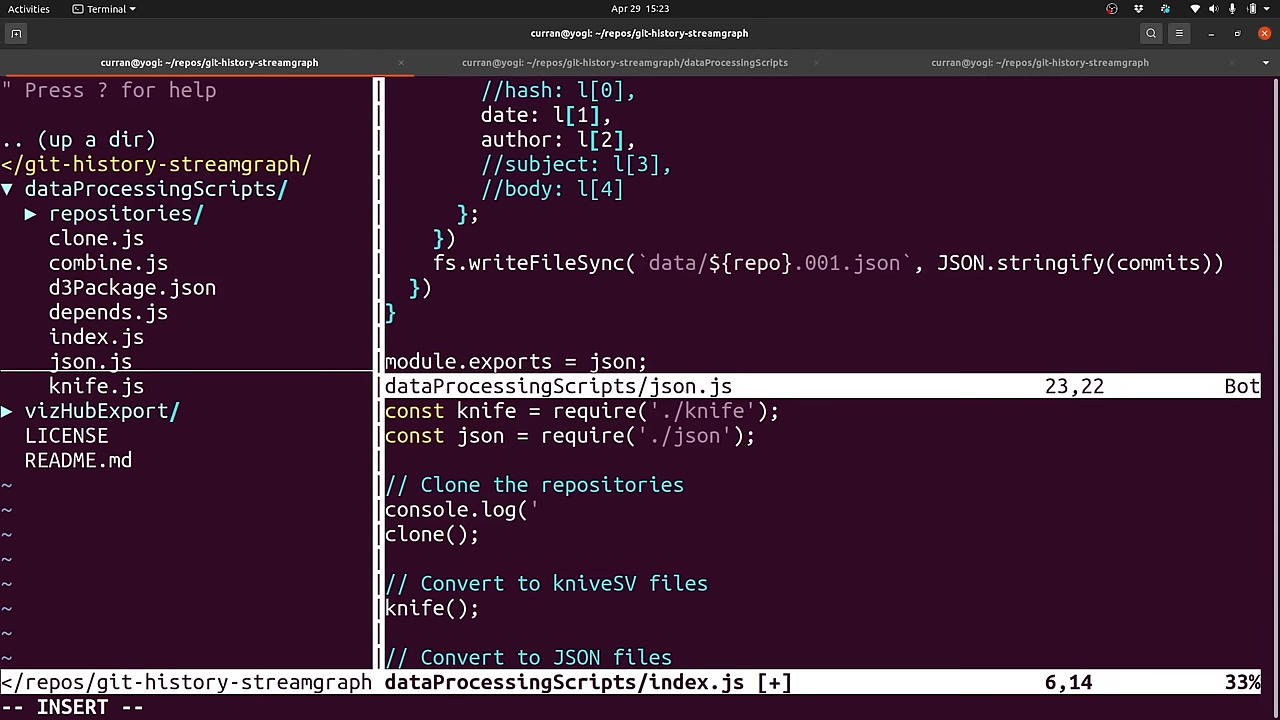 Activities Terminal Apr 29 15:23
curran@yogi: ~/repos/git-history-streamgraph
curran@yogi: ~/repos/git-history-streamgraph curran@yogi: ~/repos/git-history-streamgraph/dataProcessingScripts curran@yogi: ~/repos/git-history-streamgraph
" Press ? for help
.. (up a dir)
</git-history-streamgraph/
▼ dataProcessingScripts/
▶ repositories/
clone.js
combine.js
d3Package.json
depends.js
index.js
json.js
knife.js
▶ vizHubExport/
LICENSE
README.md
~
~
~
~
~
~
~
~
</repos/git-history-streamgraph
//hash: l[0],
date: l[1],
author: l[2],
//subject: l[3],
//body: l[4]
};
})
fs.writeFileSync(`data/${repo}.001.json`, JSON.stringify(commits))
})
}
module.exports = json;
dataProcessingScripts/json.js 23,22 Bot
const knife = require('./knife');
const json = require('./json');
// Clone the repositories
console.log('
clone();
// Convert to kniveSV files
knife();
// Convert to JSON files
dataProcessingScripts/index.js [+] 6,14 33%
-- INSERT --